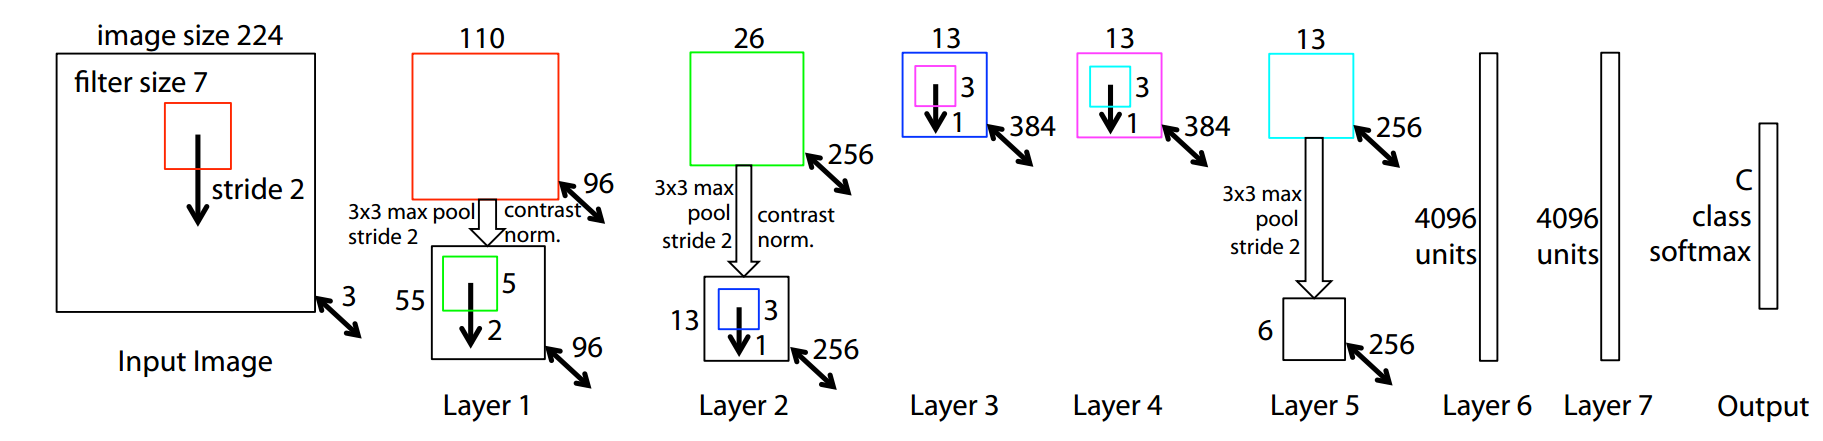 image size 224
filter size 7
stride 2
3
Input Image
110
96
3x3 max pool
stride 2
contrast
norm.
55
5
2
96
Layer 1
26
256
3x3 max
pool
stride 2
contrast
norm.
13
3
1
256
Layer 2
13
3
1
384
Layer 3
13
3
1
384
Layer 4
13
256
3x3 max
pool
stride 2
6
256
Layer 5
4096
units
Layer 6
4096
units
Layer 7
C
class
softmax
Output